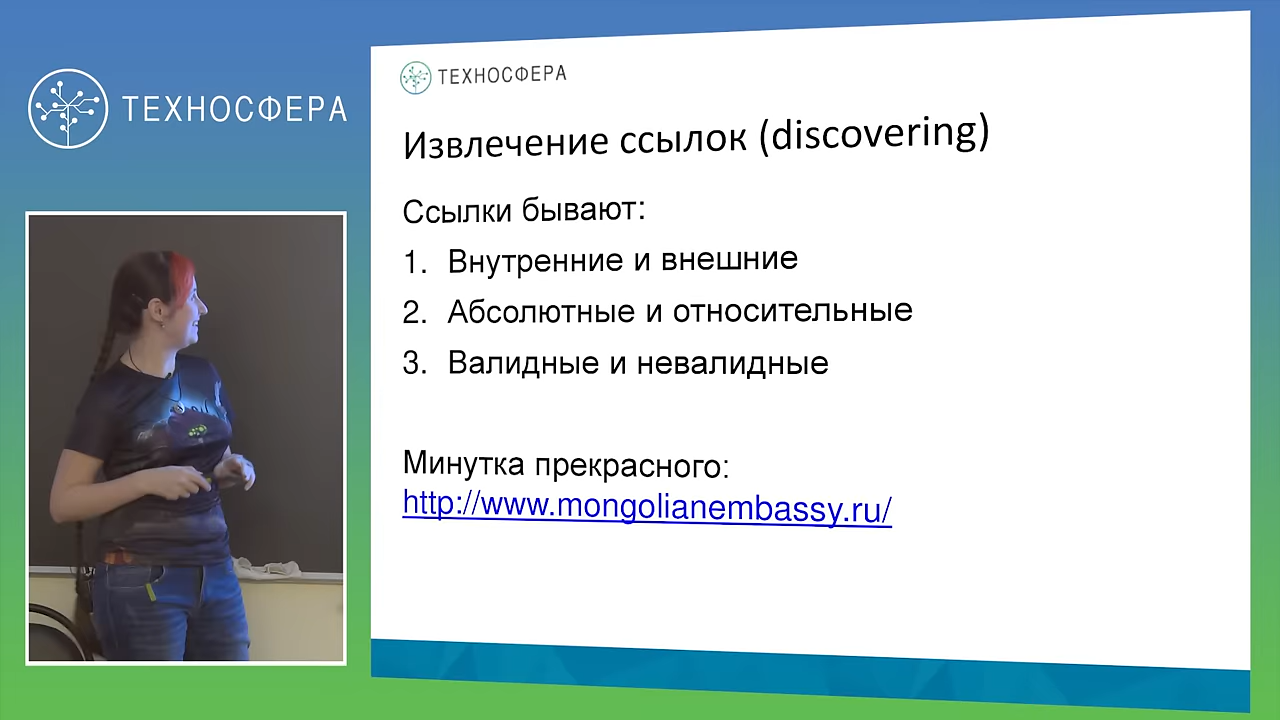 ТЕХНОСФЕРА
ТЕХНОСФЕРА
Извлечение ссылок (discovering)
Ссылки бывают:
1. Внутренние и внешние
2. Абсолютные и относительные
3. Валидные и невалидные
Минутка прекрасного:
http://www.mongolianembassy.ru/